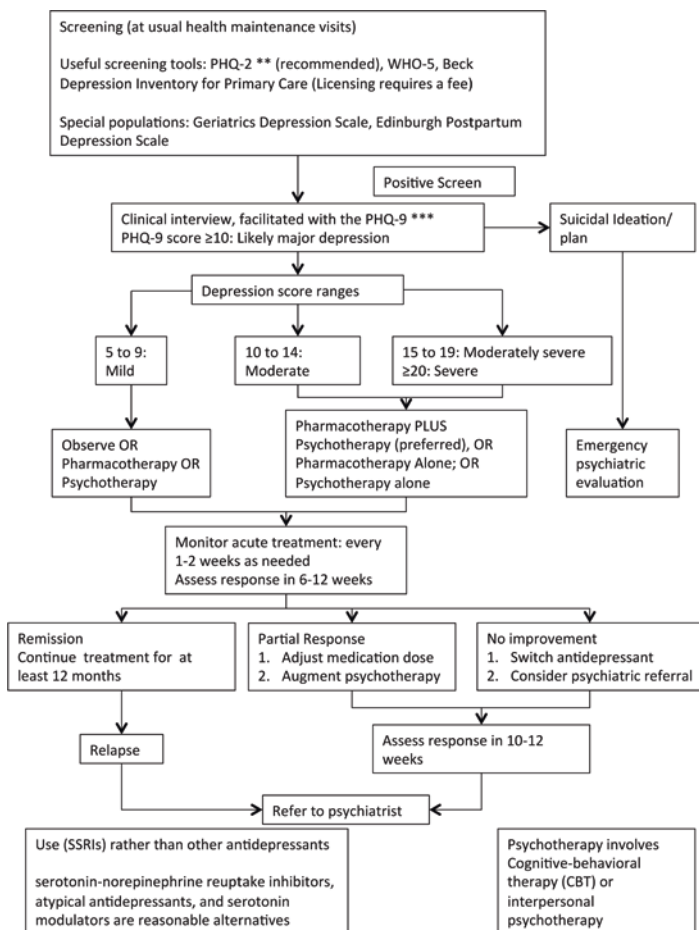 Screening (at usual health maintenance visits)
Useful screening tools: PHQ-2 ** (recommended), WHO-5, Beck
Depression Inventory for Primary Care (Licensing requires a fee)
Special populations: Geriatrics Depression Scale, Edinburgh Postpartum
Depression Scale
Positive Screen
Clinical interview, facilitated with the PHQ-9 ***
PHQ-9 score ≥10: Likely major depression
Suicidal Ideation/
plan
Depression score ranges
5 to 9:
Mild
10 to 14:
Moderate
15 to 19: Moderately severe
≥20: Severe
Observe OR
Pharmacotherapy OR
Psychotherapy
Pharmacotherapy PLUS
Psychotherapy (preferred), OR
Pharmacotherapy Alone; OR
Psychotherapy alone
Emergency
psychiatric
evaluation
Monitor acute treatment: every
1-2 weeks as needed
Assess response in 6-12 weeks
Remission
Continue treatment for at
least 12 months
Partial Response
1. Adjust medication dose
2. Augment psychotherapy
No improvement
1. Switch antidepressant
2. Consider psychiatric referral
Relapse
Assess response in 10-12
weeks
Refer to psychiatrist
Use (SSRIs) rather than other antidepressants
serotonin-norepinephrine reuptake inhibitors,
atypical antidepressants, and serotonin
modulators are reasonable alternatives
Psychotherapy involves
Cognitive-behavioral
therapy (CBT) or
interpersonal
psychotherapy